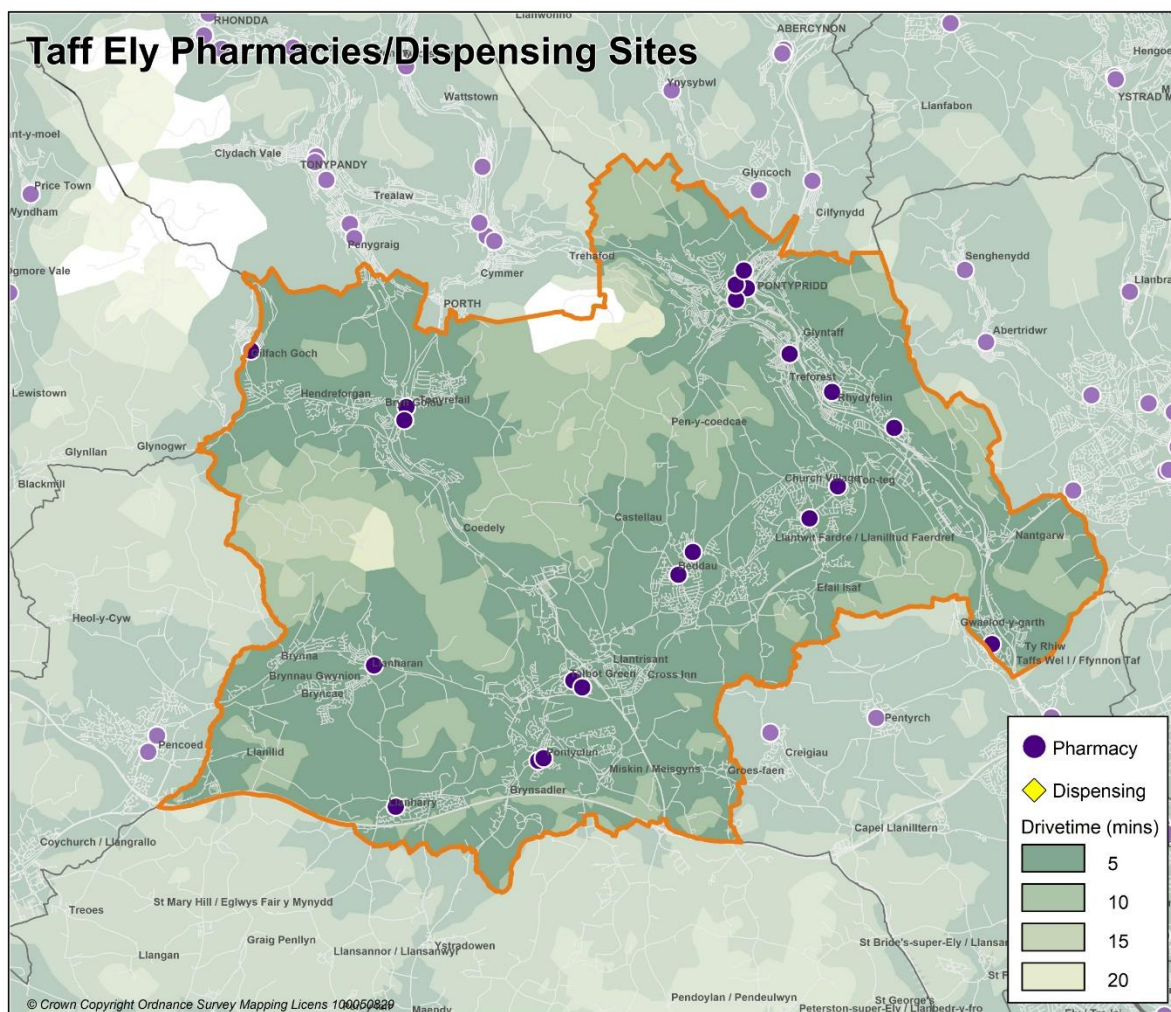 Taff Ely Pharmacies/Dispensing Sites
RHONDDA
Llanwonno
ABERCYNON
Hengoe
Wattstown
Ynysybwl
YSTRAD M
Llanfabon
ant-y-moel
Clydach Vale
TONYPANDY
Price Town
Wyndham
Trealaw
Glyncoch
Cilfynydd
Penygraig
Ogmore Vale
Cymmer
Trehafod
Senghenydd
PORTH
PONTYPRIDD
Llanbra
Glyntaff
Abertridwr
Gilfach Goch
Treforest
Lewistown
Hendreforgan
Tonyrefail
Rhydyfelin
Pen-y-coedcae
Glynllan
Glynogwr
Blackmill
Church Village
Ton-teg
Castellau
Coedely
Llantwit Fardre / Llanilltud Faerdref
Nantgarw
Beddau
Efail Isaf
Heol-y-Cyw
Gwaelod-y-garth
Ty Rhiw
Taffs Wel l / Ffynnon Taf
Brynna
Llanharan
Llantrisant
Brynnau Gwynion
Talbot Green
Cross Inn
Bryncae
Pentyrch
Pencoed
Llanilid
Pontyclun
Creigiau
Miskin / Meisgyns
Groes-faen
Brynsadler
Llanharry
Capel Llanilltern
Coychurch / Llangrallo
Treoes
St Mary Hill / Eglwys Fair y Mynydd
Graig Penllyn
Llansannor / Llansanwyr
Ystradowen
Llangan
St Bride's-super-Ely / Llansan
Pendoylan / Pendeulwyn
St George's
Peterston-super-Ely / Llanbedr-y-fro
Maendy
Pharmacy
Dispensing
Drivetime (mins)
5
10
15
20
© Crown Copyright Ordnance Survey Mapping Licens 100050829